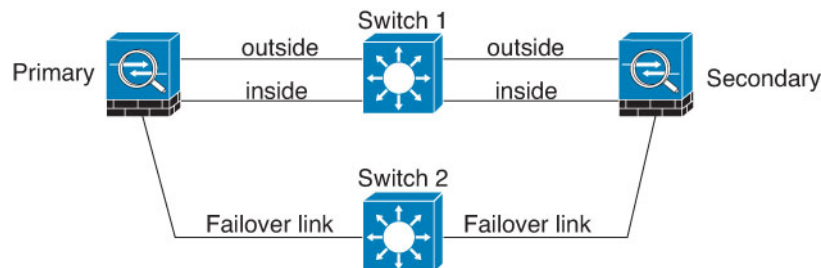 Switch 1
outside
outside
Primary
Secondary
inside
inside
Switch 2
Failover link
Failover link